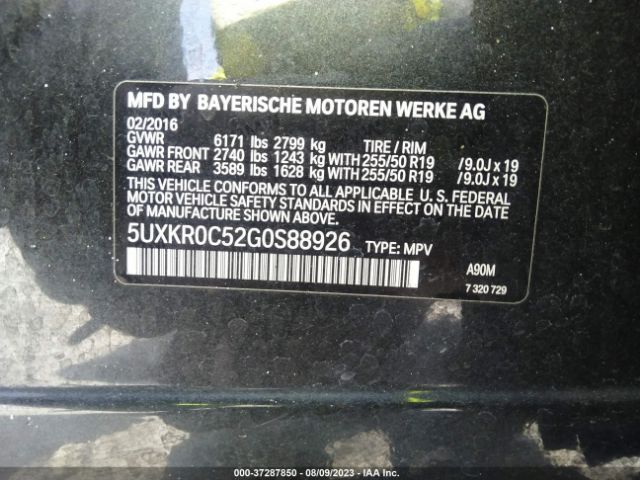 MFD BY BAYERISCHE MOTOREN WERKE AG
02/2016
GVWR 6171 lbs 2799 kg TIRE / RIM
GAWR FRONT 2740 lbs 1243 kg WITH 255/50 R19 /9.0J x 19
GAWR REAR 3589 lbs 1628 kg WITH 255/50 R19 /9.0J x 19
THIS VEHICLE CONFORMS TO ALL APPLICABLE U. S. FEDERAL
MOTOR VEHICLE SAFETY STANDARDS IN EFFECT ON THE
DATE OF MANUFACTURE SHOWN ABOVE.
5UXKR0C52G0S88926 TYPE: MPV
A90M
7 320 729
000-37287850 - 08/09/2023 - IAA Inc.